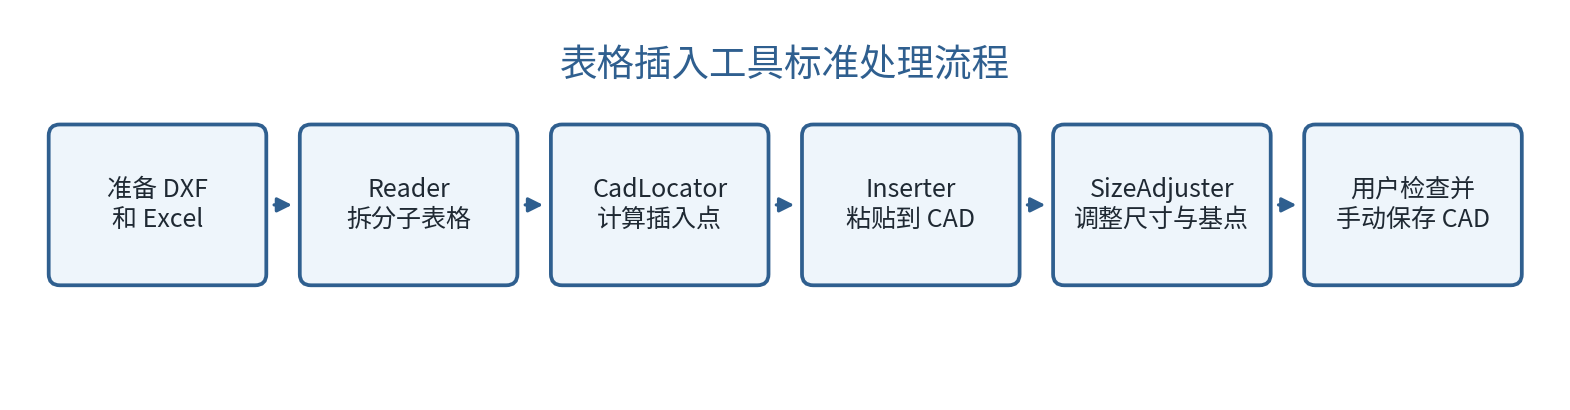 表格插入工具标准处理流程
准备 DXF
和 Excel
Reader
拆分子表格
CadLocator
计算插入点
Inserter
粘贴到 CAD
SizeAdjuster
调整尺寸与基点
用户检查并
手动保存 CAD